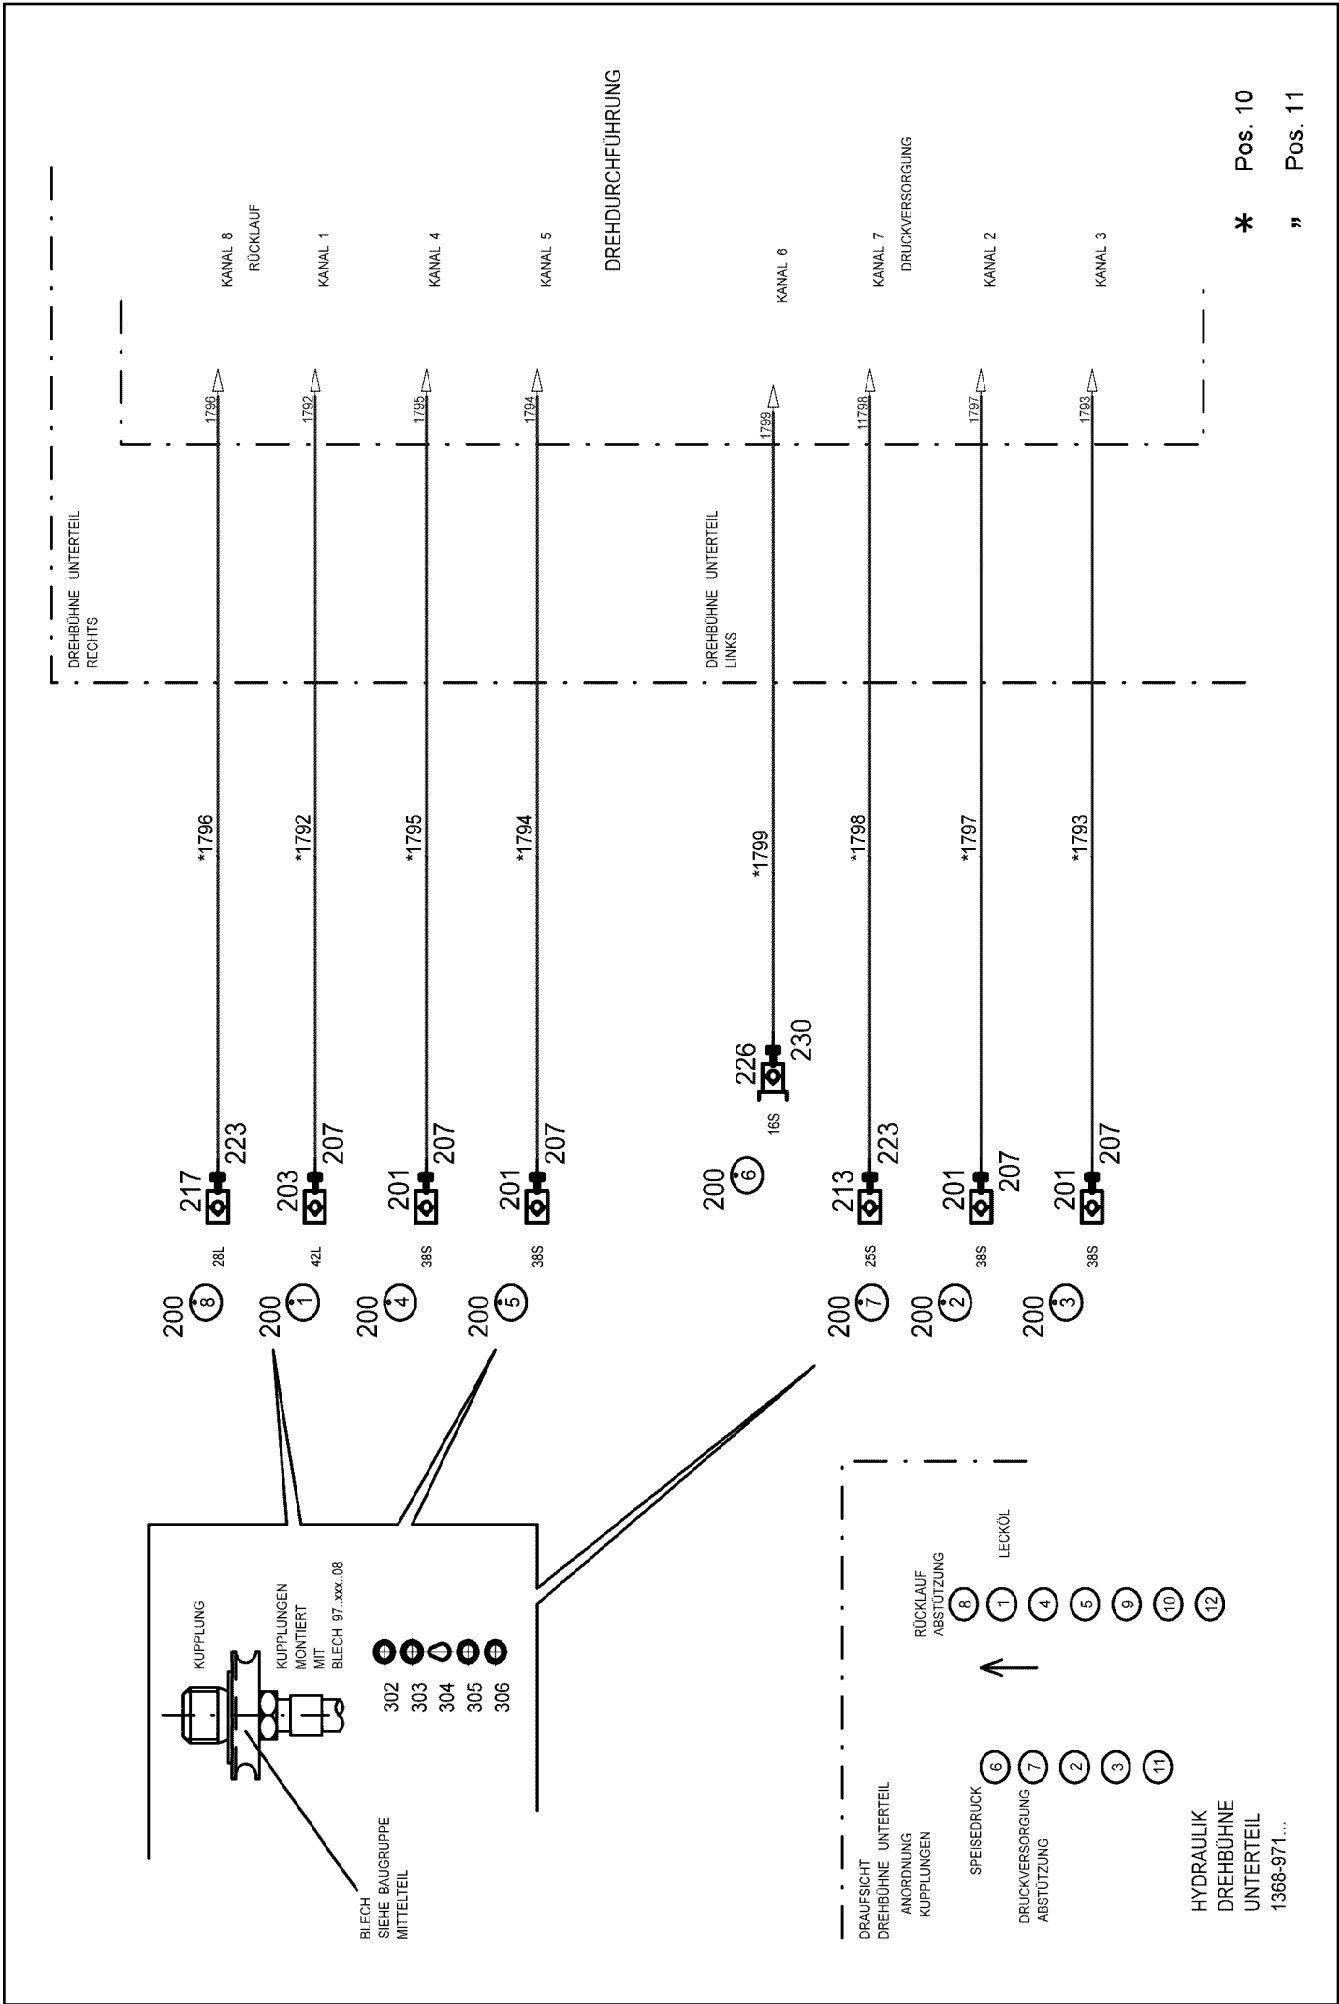 BLECH
SIEHE BAUGRUPPE
MITTELTEIL
KUPPLUNG
KUPPLUNGEN
MONTIERT
MIT
BLECH 97..xxx..08
302
303
304
305
306
200
8
28L
217
223
*1796
1796
KANAL 8
RÜCKLAUF
200
1
42L
203
207
*1792
1792
KANAL 1
200
4
38S
201
207
*1795
1795
KANAL 4
200
5
38S
201
207
*1794
1794
KANAL 5
DREHBÜHNE UNTERTEIL
RECHTS
DREHDURCHFÜHRUNG
DREHBÜHNE UNTERTEIL
LINKS
200
6
16S
226
230
*1799
1799
KANAL 6
200
7
25S
213
223
*1798
11798
KANAL 7
DRUCKVERSORGUNG
200
2
38S
201
207
*1797
1797
KANAL 2
200
3
38S
201
207
*1793
1793
KANAL 3
DRAUFSICHT
DREHBÜHNE UNTERTEIL
ANORDNUNG
KUPPLUNGEN
SPEISEDRUCK
DRUCKVERSORGUNG
ABSTÜTZUNG
6
7
2
3
11
RÜCKLAUF
ABSTÜTZUNG
LECKÖL
8
1
4
5
9
10
12
HYDRAULIK
DREHBÜHNE
UNTERTEIL
1368-971...
* Pos. 10
" Pos. 11